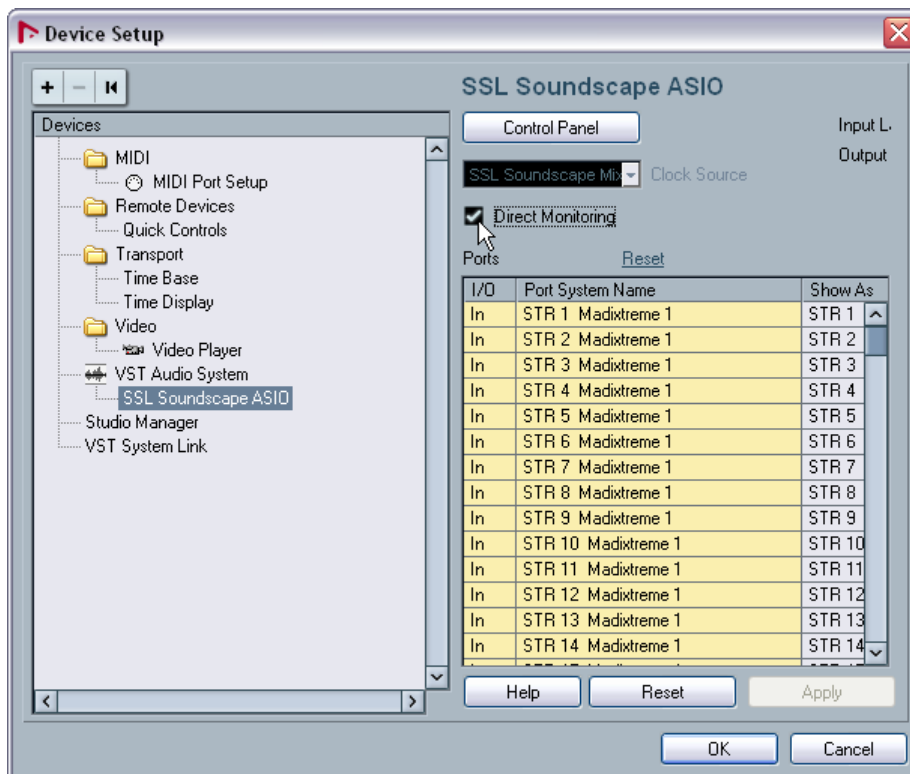 Device Setup
SSL Soundscape ASIO
Devices
Control Panel
Input L.
Output
MIDI
MIDI Port Setup
Remote Devices
Quick Controls
Transport
Time Base
Time Display
Video
Video Player
VST Audio System
SSL Soundscape ASIO
Studio Manager
VST System Link
SSL Soundscape Mix Clock Source
Direct Monitoring
Ports Reset
I/O Port System Name Show As
In STR 1 Madixtreme 1 STR 1
In STR 2 Madixtreme 1 STR 2
In STR 3 Madixtreme 1 STR 3
In STR 4 Madixtreme 1 STR 4
In STR 5 Madixtreme 1 STR 5
In STR 6 Madixtreme 1 STR 6
In STR 7 Madixtreme 1 STR 7
In STR 8 Madixtreme 1 STR 8
In STR 9 Madixtreme 1 STR 9
In STR 10 Madixtreme 1 STR 10
In STR 11 Madixtreme 1 STR 11
In STR 12 Madixtreme 1 STR 12
In STR 13 Madixtreme 1 STR 13
In STR 14 Madixtreme 1 STR 14
Help Reset Apply
OK Cancel